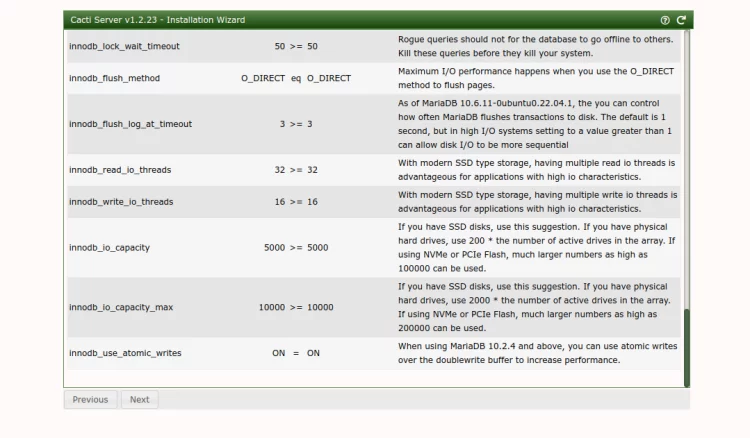 Cacti Server v1.2.23 - Installation Wizard
innodb_lock_wait_timeout 50 >= 50 Rogue queries should not for the database to go offline to others.
Kill these queries before they kill your system.
innodb_flush_method O_DIRECT eq O_DIRECT Maximum I/O performance happens when you use the O_DIRECT
method to flush pages.
As of MariaDB 10.6.11-0ubuntu0.22.04.1, the you can control
how often MariaDB flushes transactions to disk. The default is 1
innodb_flush_log_at_timeout 3 >= 3 second, but in high I/O systems setting to a value greater than 1
can allow disk I/O to be more sequential
innodb_read_io_threads 32 >= 32 With modern SSD type storage, having multiple read io threads is
advantageous for applications with high io characteristics.
innodb_write_io_threads 16 >= 16 With modern SSD type storage, having multiple write io threads is
advantageous for applications with high io characteristics.
If you have SSD disks, use this suggestion. If you have physical
innodb_io_capacity 5000 >= 5000 hard drives, use 200 * the number of active drives in the array. If
using NVMe or PCIe Flash, much larger numbers as high as
100000 can be used.
If you have SSD disks, use this suggestion. If you have physical
innodb_io_capacity_max 10000 >= 10000 hard drives, use 2000 * the number of active drives in the array.
If using NVMe or PCIe Flash, much larger numbers as high as
200000 can be used.
innodb_use_atomic_writes ON = ON When using MariaDB 10.2.4 and above, you can use atomic writes
over the doublewrite buffer to increase performance.
Previous Next